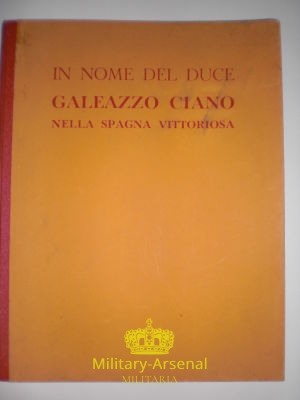 IN NOME DEL DUCE
GALEAZZO CIANO
NELLA SPAGNA VITTORIOSA
Military-Arsenal
MILITARIA